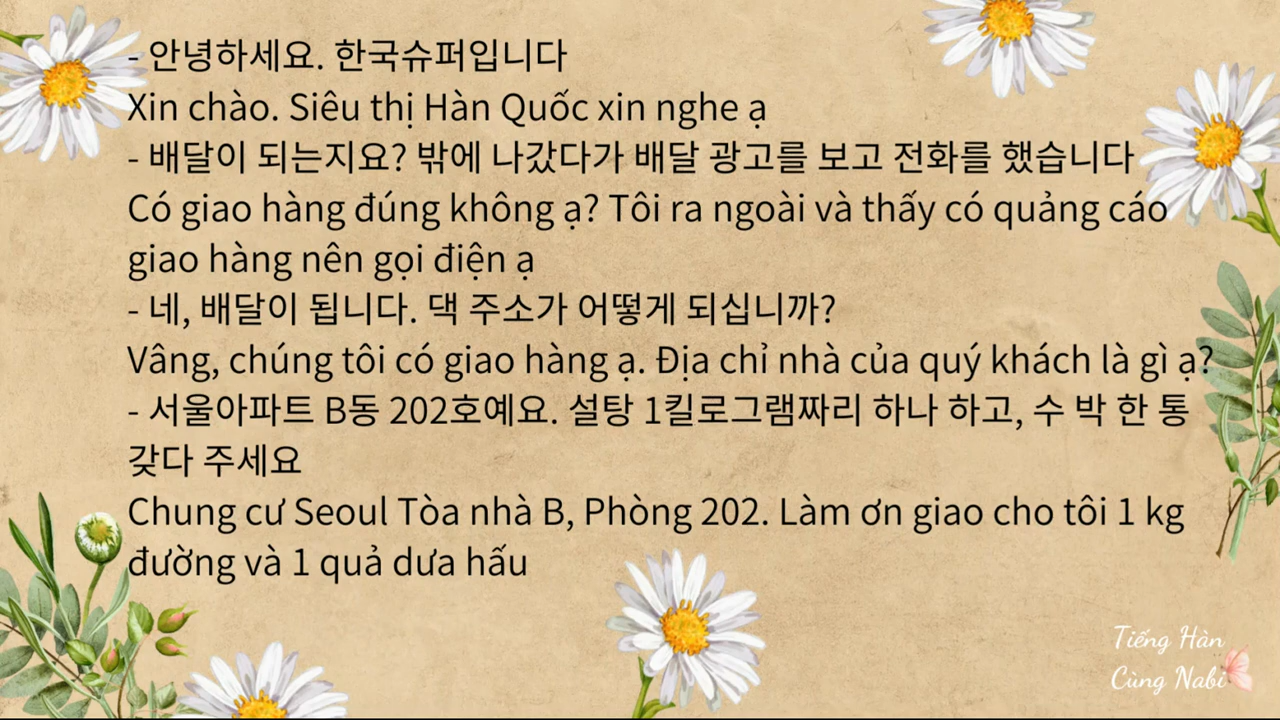 - 안녕하세요. 한국슈퍼입니다
Xin chào. Siêu thị Hàn Quốc xin nghe ạ
- 배달이 되는지요? 밖에 나갔다가 배달 광고를 보고 전화를 했습니다
Có giao hàng đúng không ạ? Tôi ra ngoài và thấy có quảng cáo
giao hàng nên gọi điện ạ
- 네, 배달이 됩니다. 댁 주소가 어떻게 되십니까?
Vâng, chúng tôi có giao hàng ạ. Địa chỉ nhà của quý khách là gì ạ?
- 서울아파트 B동 202호예요. 설탕 1킬로그램짜리 하나 하고, 수 박 한 통
갖다 주세요
Chung cư Seoul Tòa nhà B, Phòng 202. Làm ơn giao cho tôi 1 kg
đường và 1 quả dưa hấu
Tiếng Hàn
Cùng Nabi